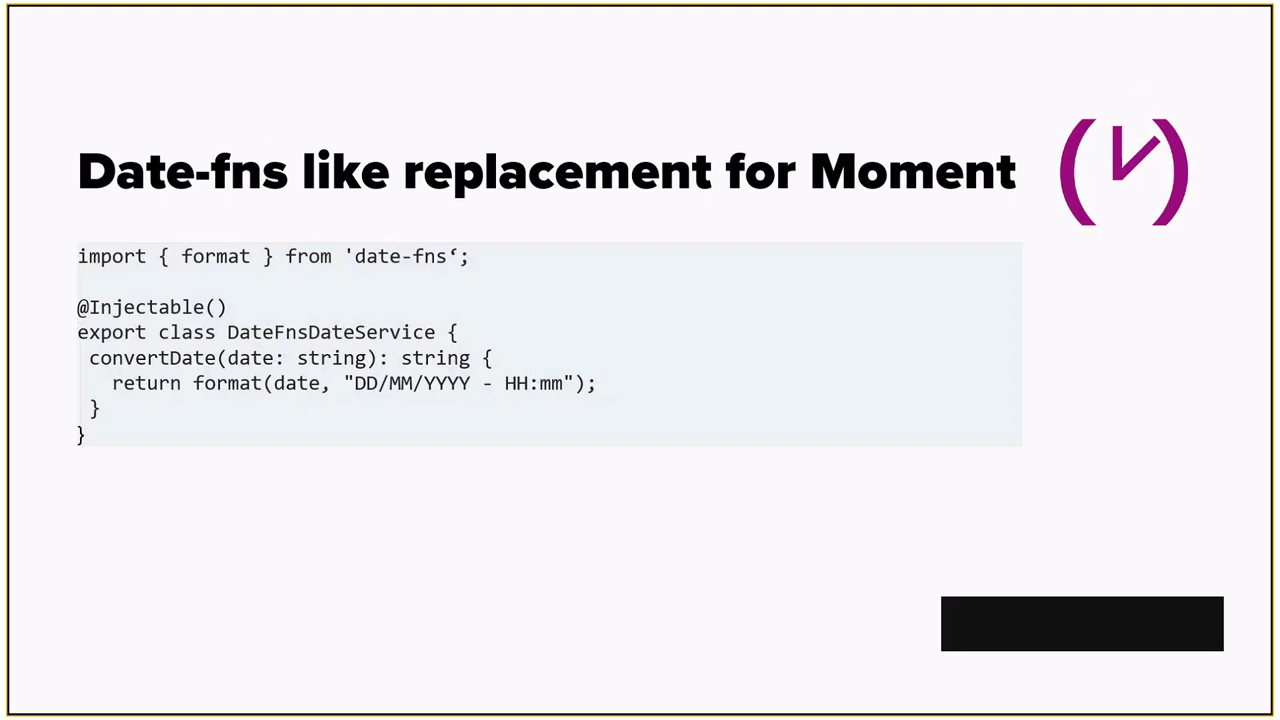 Date-fns like replacement for Moment
import { format } from 'date-fns‘;
@Injectable()
export class DateFnsDateService {
convertDate(date: string): string {
return format(date, "DD/MM/YYYY - HH:mm");
}
}